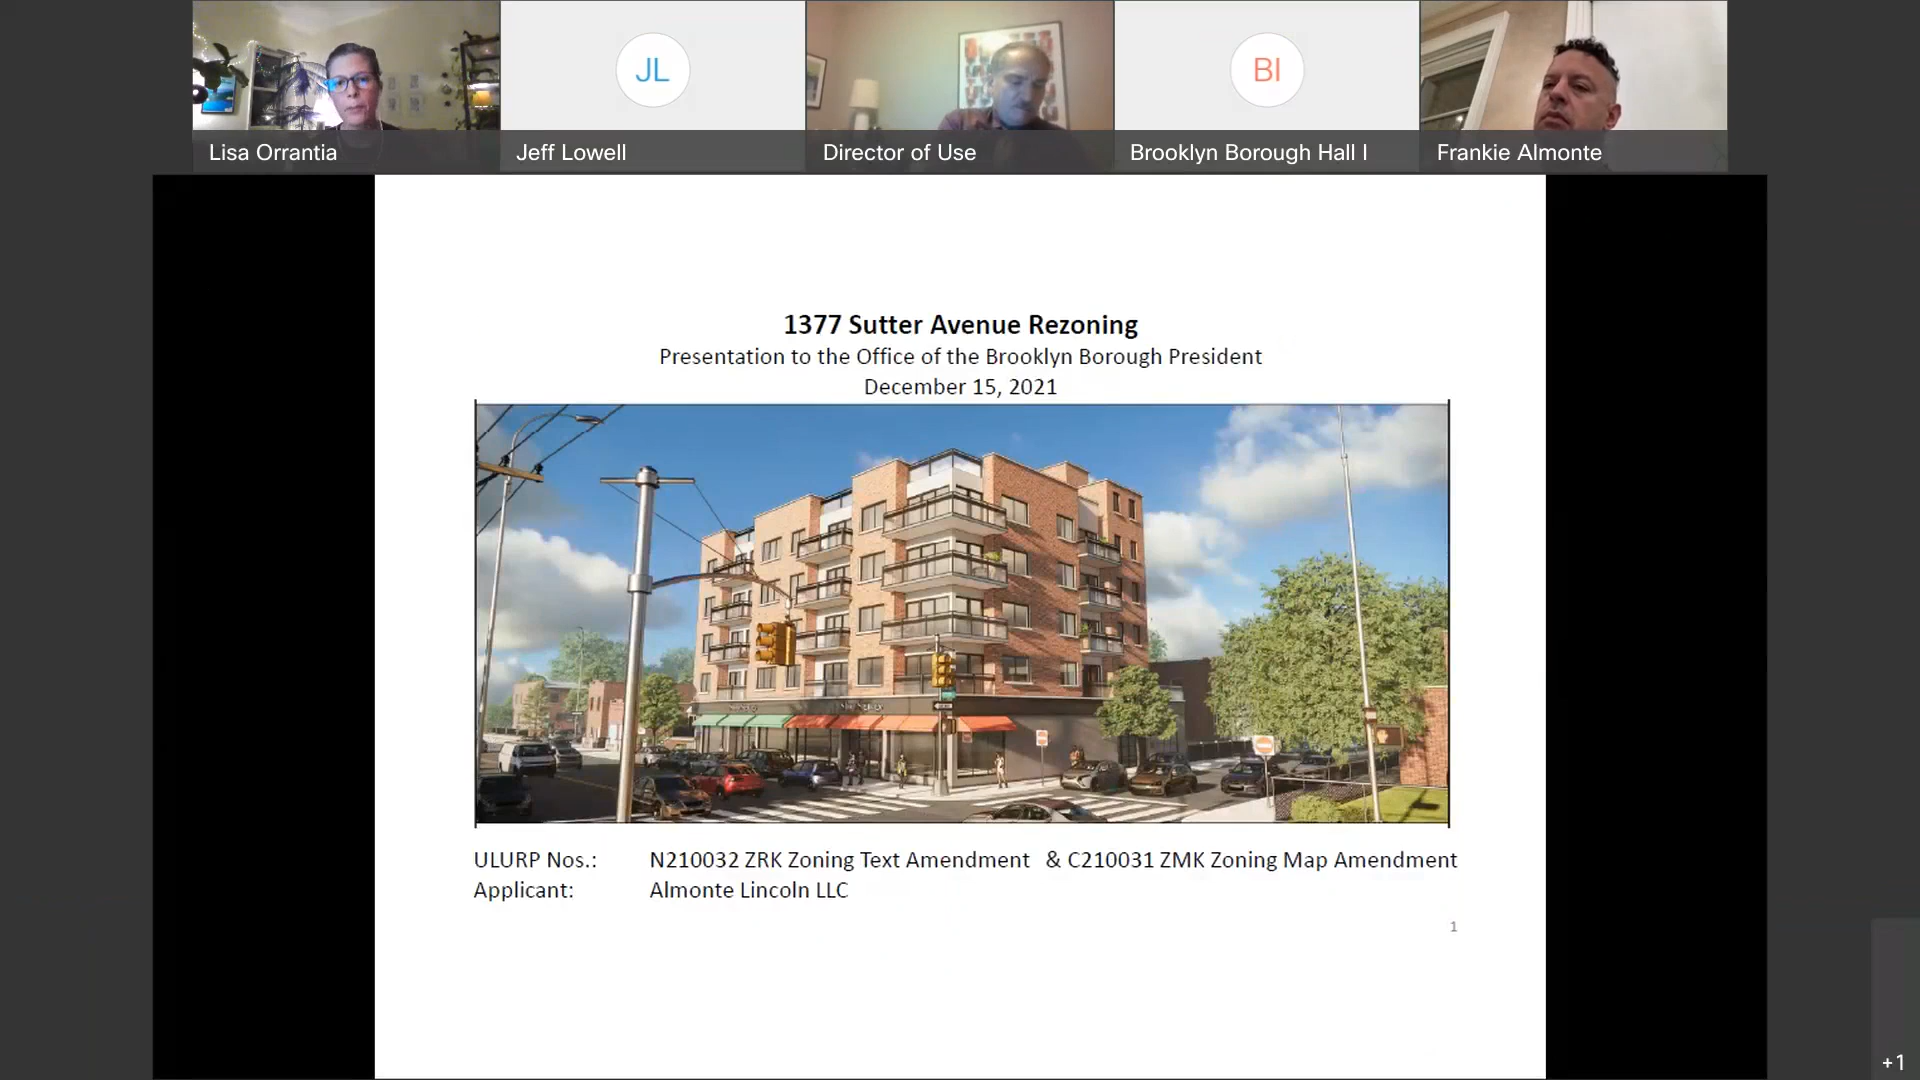 Lisa Orrantia
JL
Jeff Lowell
Director of Use
BI
Brooklyn Borough Hall I
Frankie Almonte
1377 Sutter Avenue Rezoning
Presentation to the Office of the Brooklyn Borough President
December 15, 2021
ULURP Nos.: N210032 ZRK Zoning Text Amendment & C210031 ZMK Zoning Map Amendment
Applicant: Almonte Lincoln LLC
1
+1